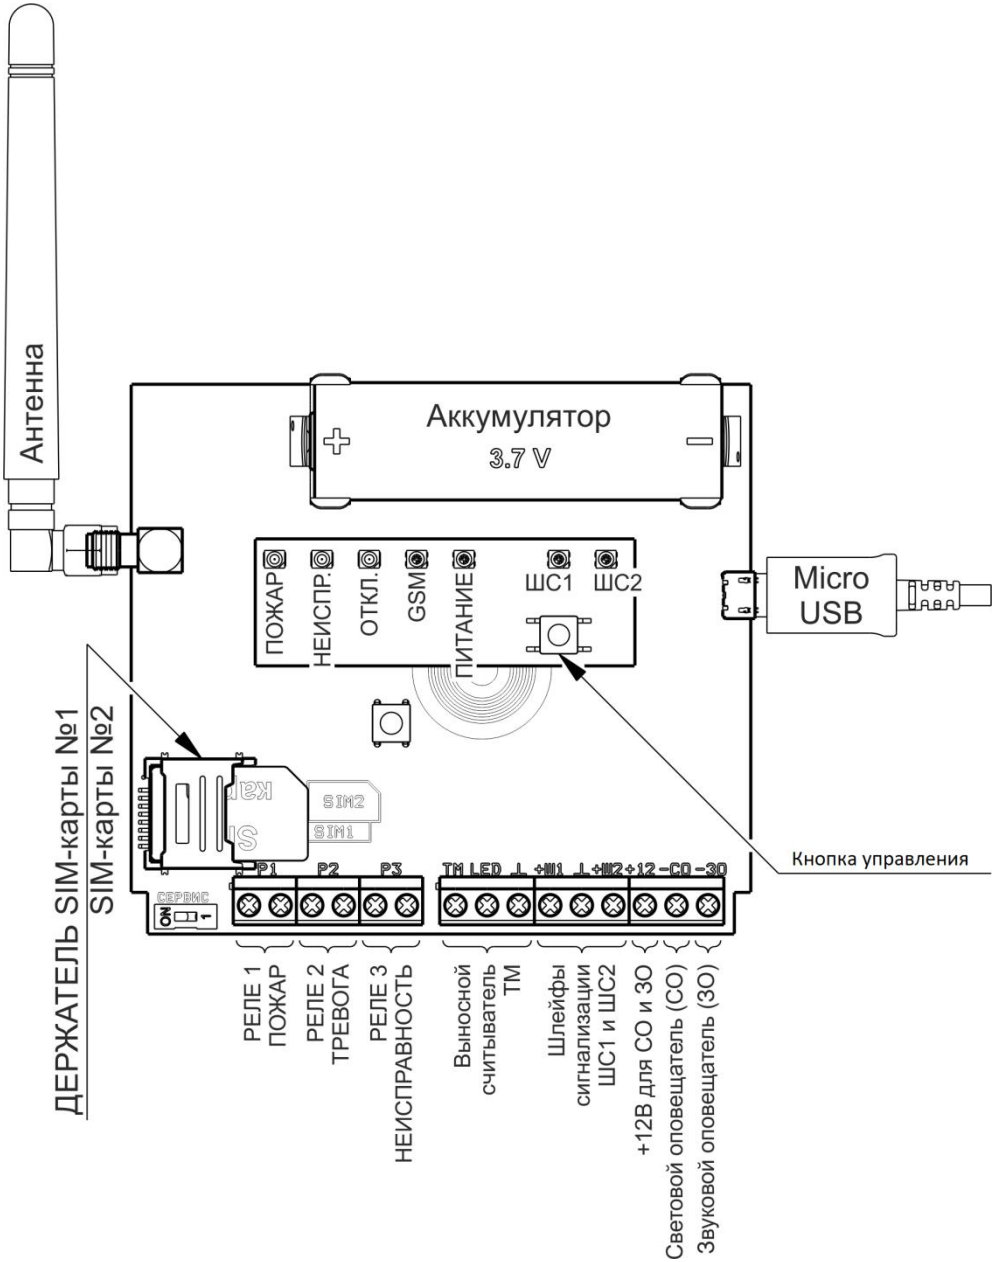 Антенна
Аккумулятор
3.7 V
ПОЖАР
НЕИСПР.
ОТКЛ.
GSM
ПИТАНИЕ
ШС1
ШС2
Micro
USB
ДЕРЖАТЕЛЬ SIM-карты №1
SIM-карты №2
SIM2
SIM1
Кнопка управления
P1 P2 P3 TM LED ⊥ +Ш1 ⊥ +Ш2 +12 -СО -ЗО
СЕРВИС
ON
1
РЕЛЕ 1
ПОЖАР
РЕЛЕ 2
ТРЕВОГА
РЕЛЕ 3
НЕИСПРАВНОСТЬ
Выносной
считыватель
ТМ
Шлейфы
сигнализации
ШС1 и ШС2
+12В для СО и ЗО
Световой оповещатель (СО)
Звуковой оповещатель (ЗО)